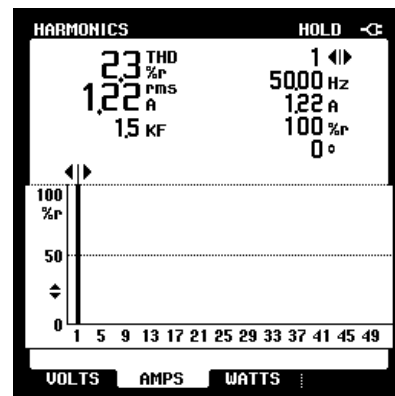 HARMONICS HOLD
2,3 THD %r
1,22 rms A
1,5 KF
1
50,00 Hz
1,22 A
100 %r
0 °
100
%r
50
0
1 5 9 13 17 21 25 29 33 37 41 45 49
VOLTS AMPS WATTS